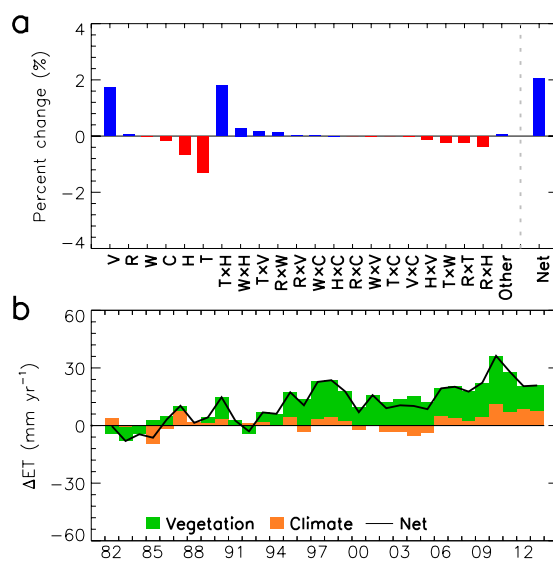 a
Percent change (%)
4
2
0
−2
−4
V
R
W
C
H
T
T×H
W×H
T×V
R×W
R×V
W×C
H×C
R×C
W×V
T×C
V×C
H×V
T×W
R×T
R×H
Other
Net
b
ΔET (mm yr⁻¹)
60
30
0
−30
−60
Vegetation Climate Net
82 85 88 91 94 97 00 03 06 09 12